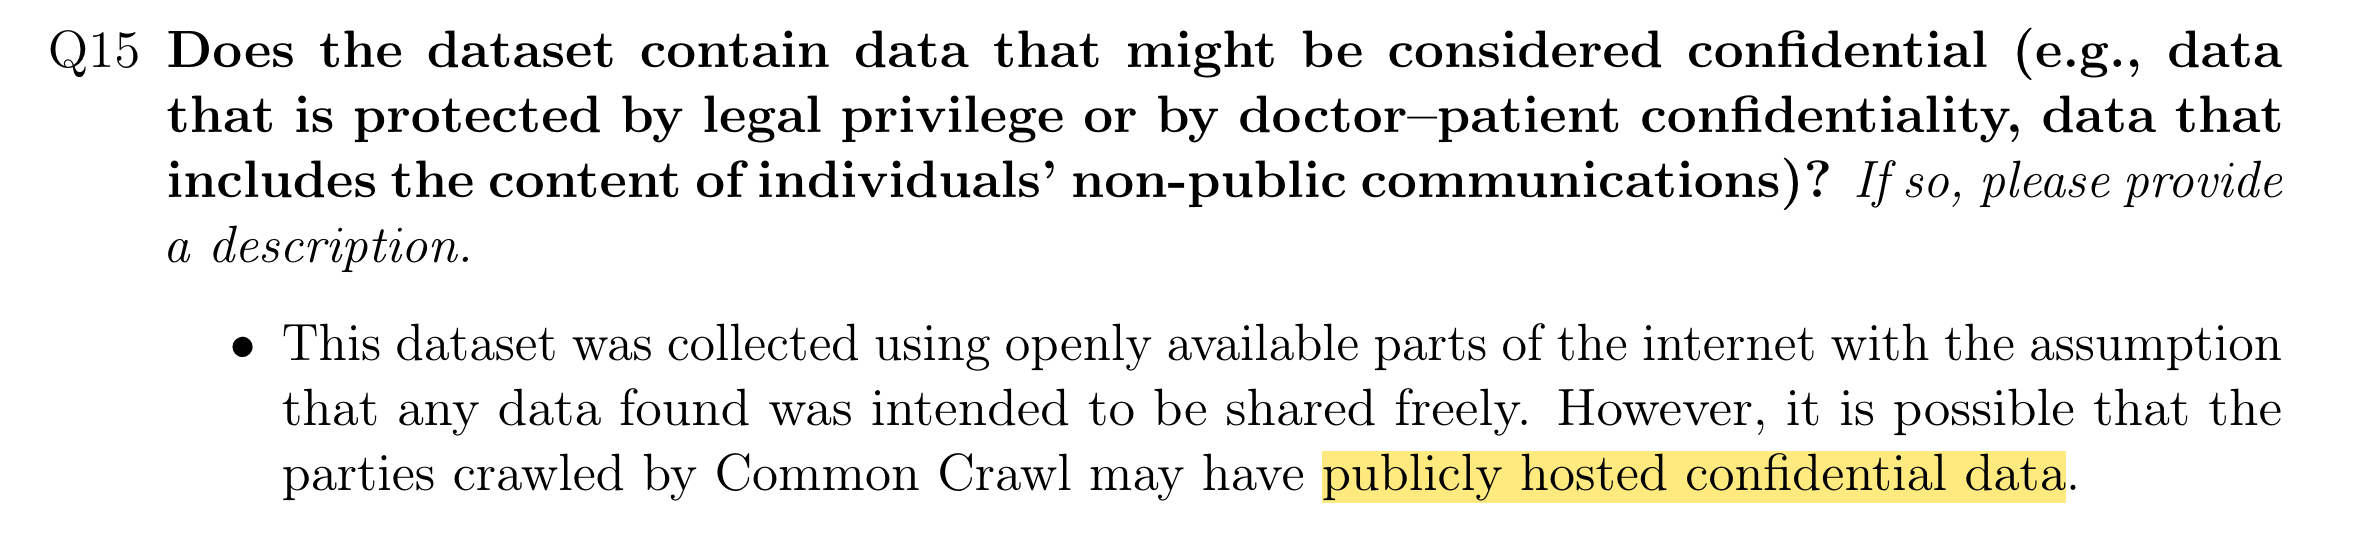 Q15 Does the dataset contain data that might be considered confidential (e.g., data
that is protected by legal privilege or by doctor–patient confidentiality, data that
includes the content of individuals’ non-public communications)? If so, please provide
a description.
• This dataset was collected using openly available parts of the internet with the assumption
that any data found was intended to be shared freely. However, it is possible that the
parties crawled by Common Crawl may have publicly hosted confidential data.